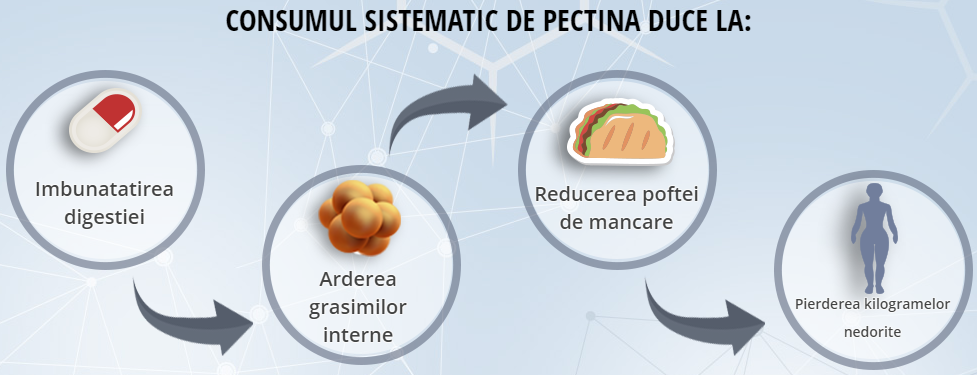 CONSUMUL SISTEMATIC DE PECTINA DUCE LA:
Imbunatatirea
digestiei
Arderea
grasimilor
interne
Reducerea poftei
de mancare
Pierderea kilogramelor
nedorite